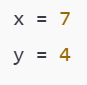 x = 7
y = 4